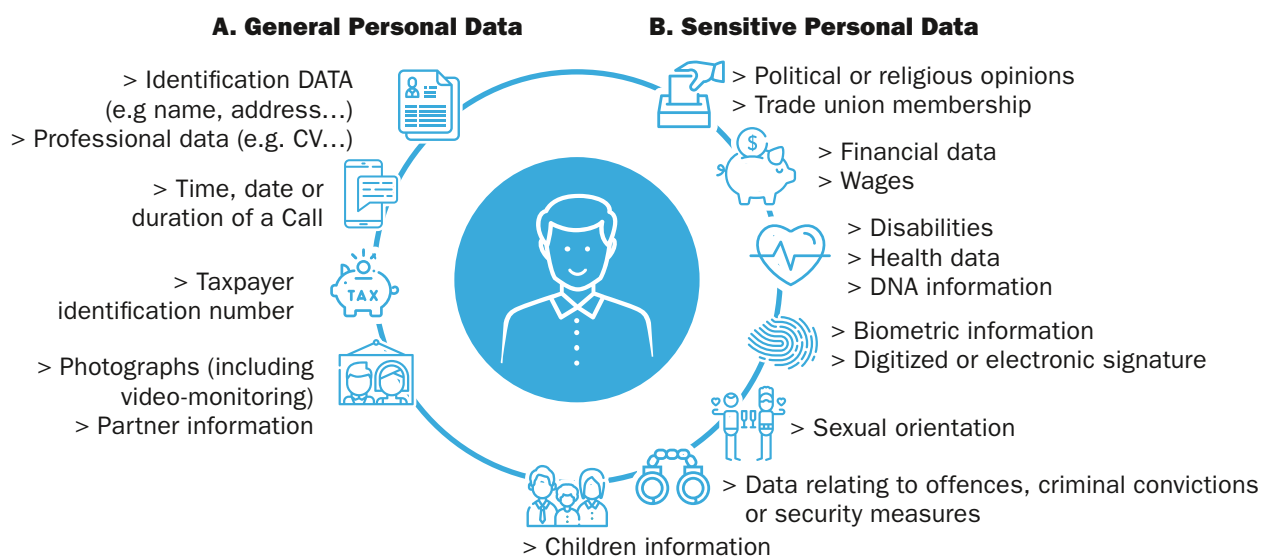 A. General Personal Data
> Identification DATA
(e.g name, address...)
> Professional data (e.g. CV...)
> Time, date or
duration of a Call
TAX
> Taxpayer
identification number
> Photographs (including
video-monitoring)
> Partner information
B. Sensitive Personal Data
> Political or religious opinions
> Trade union membership
$
> Financial data
> Wages
> Disabilities
> Health data
> DNA information
> Biometric information
> Digitized or electronic signature
> Sexual orientation
> Data relating to offences, criminal convictions
or security measures
> Children information